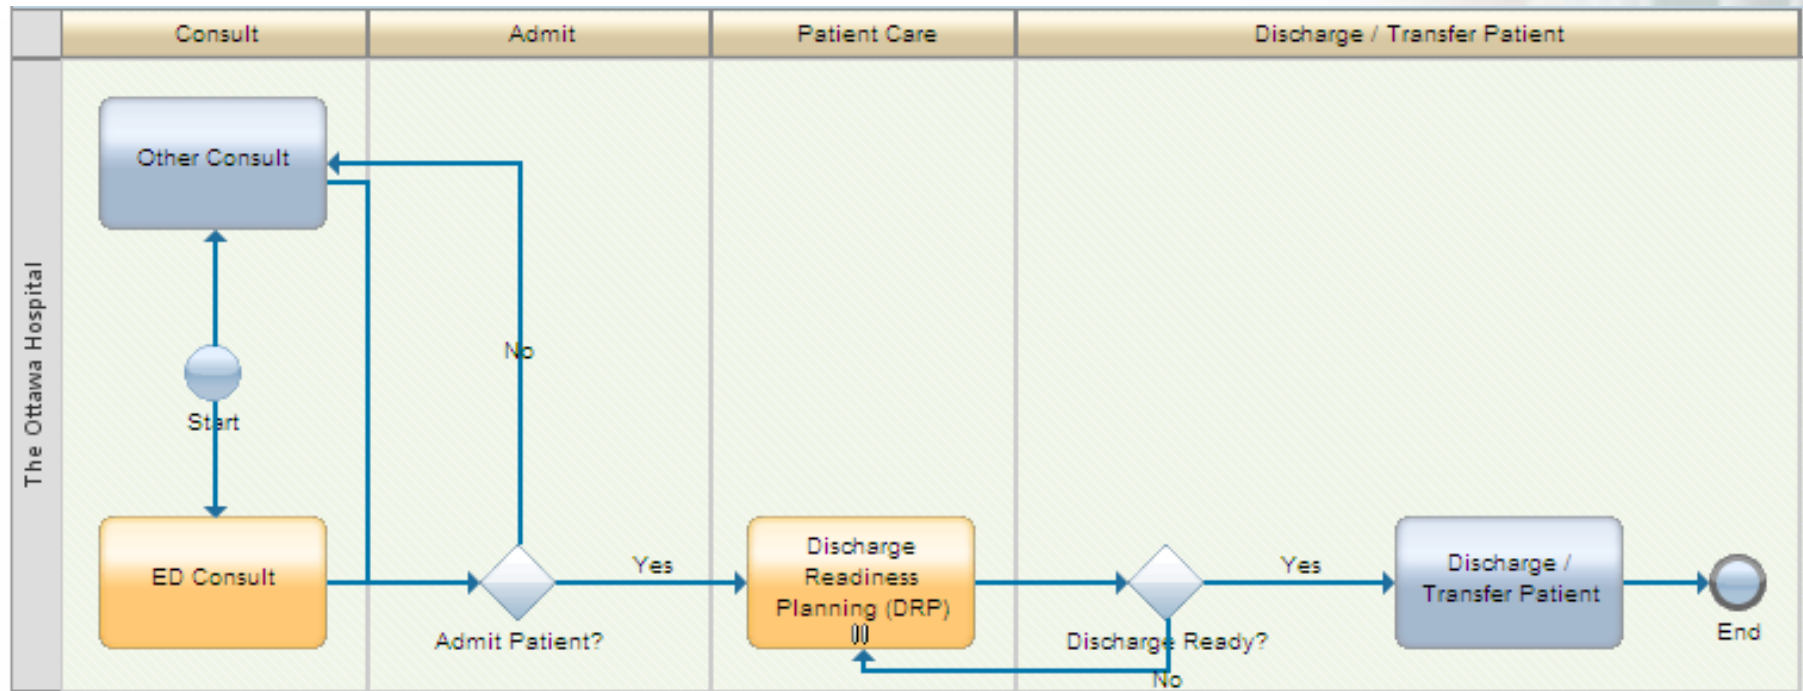 Consult
Admit
Patient Care
Discharge / Transfer Patient
The Ottawa Hospital
Other Consult
No
Start
ED Consult
Admit Patient?
Yes
Discharge
Readiness
Planning (DRP)
Discharge Ready?
No
Yes
Discharge /
Transfer Patient
End